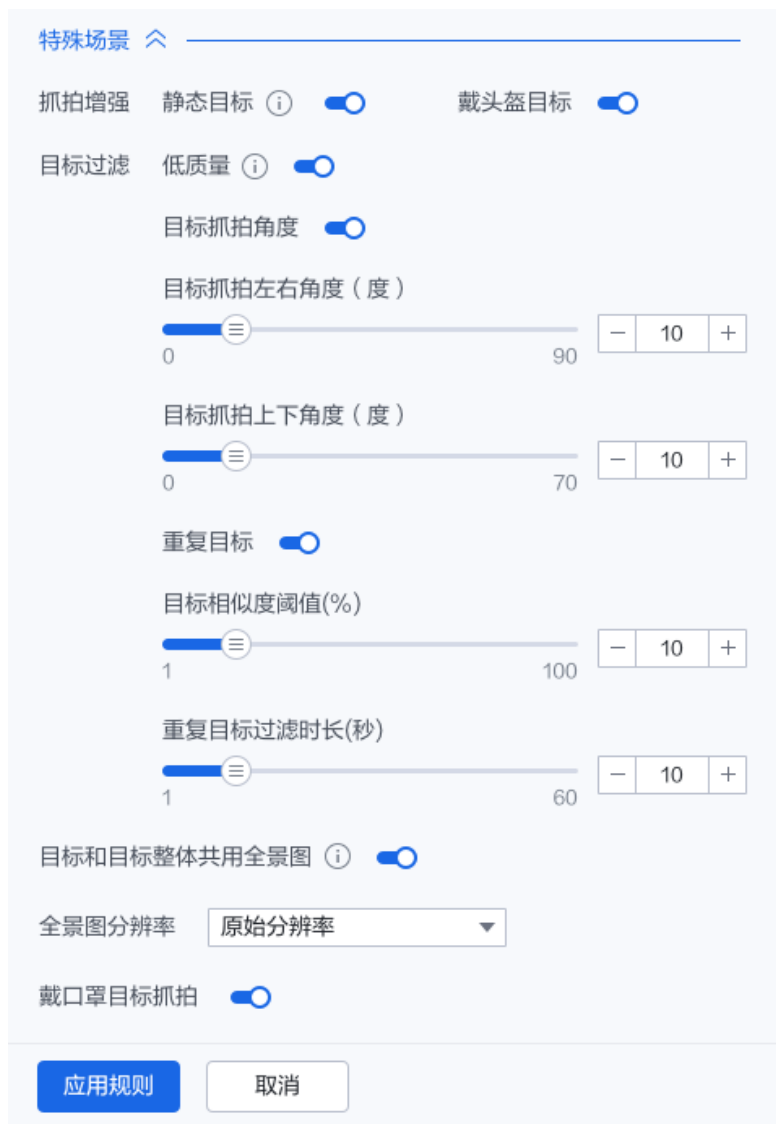 特殊场景
抓拍增强 静态目标 戴头盔目标
目标过滤 低质量
目标抓拍角度
目标抓拍左右角度（度）
10
0 90
目标抓拍上下角度（度）
10
0 70
重复目标
目标相似度阈值(%)
10
1 100
重复目标过滤时长(秒)
10
1 60
目标和目标整体共用全景图
全景图分辨率 原始分辨率
戴口罩目标抓拍
应用规则 取消